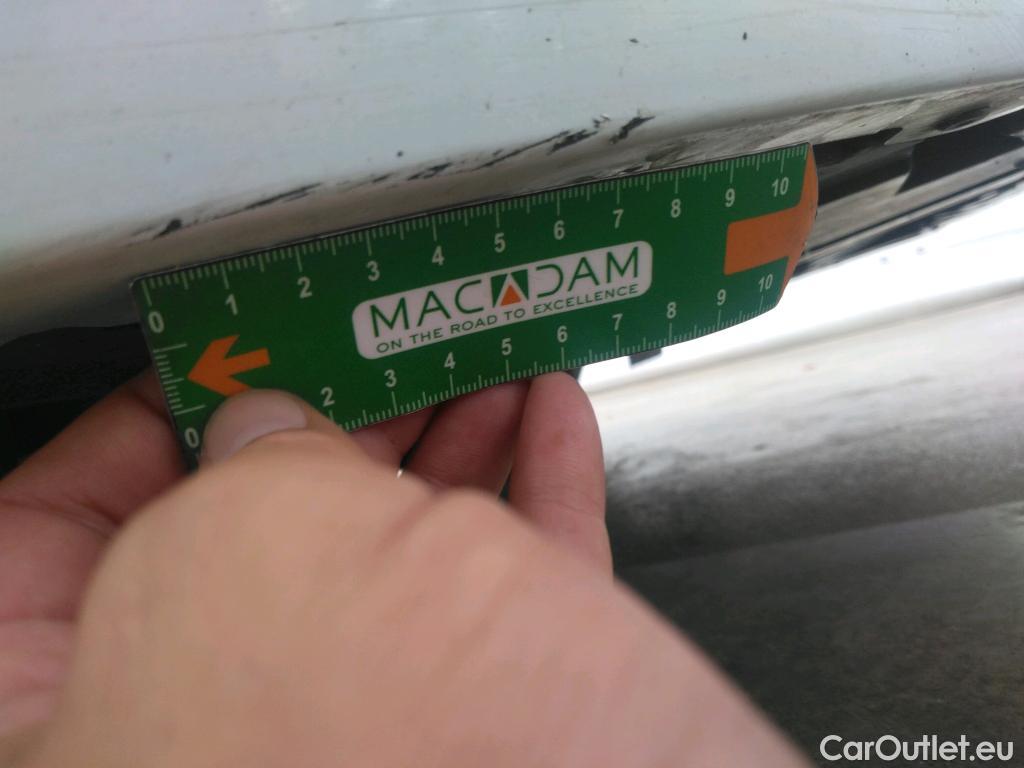 0 1 2 3 4 5 6 7 8 9 10
MACADAM
ON THE ROAD TO EXCELLENCE
0 2 3 4 5 6 7 8 9 10
CarOutlet.eu